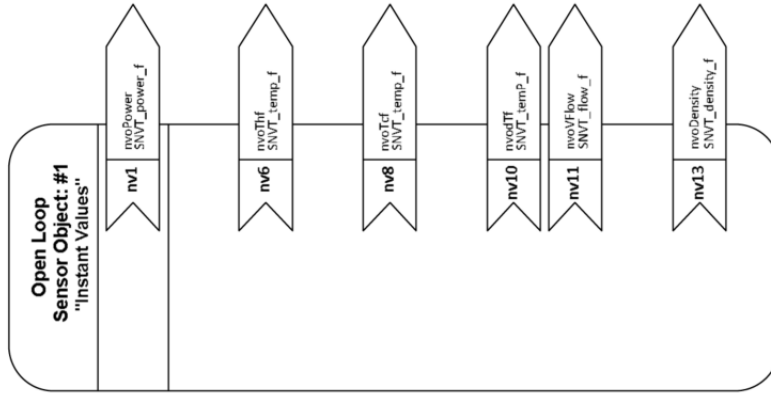 Open Loop
Sensor Object: #1
"Instant Values"
nv1
nvoPower
SNVT_power_f
nv6
nvoThf
SNVT_temp_f
nv8
nvoTcf
SNVT_temp_f
nv10
nvodTf
SNVT_temP_f
nv11
nvoVFlow
SNVT_flow_f
nv13
nvoDensity
SNVT_density_f